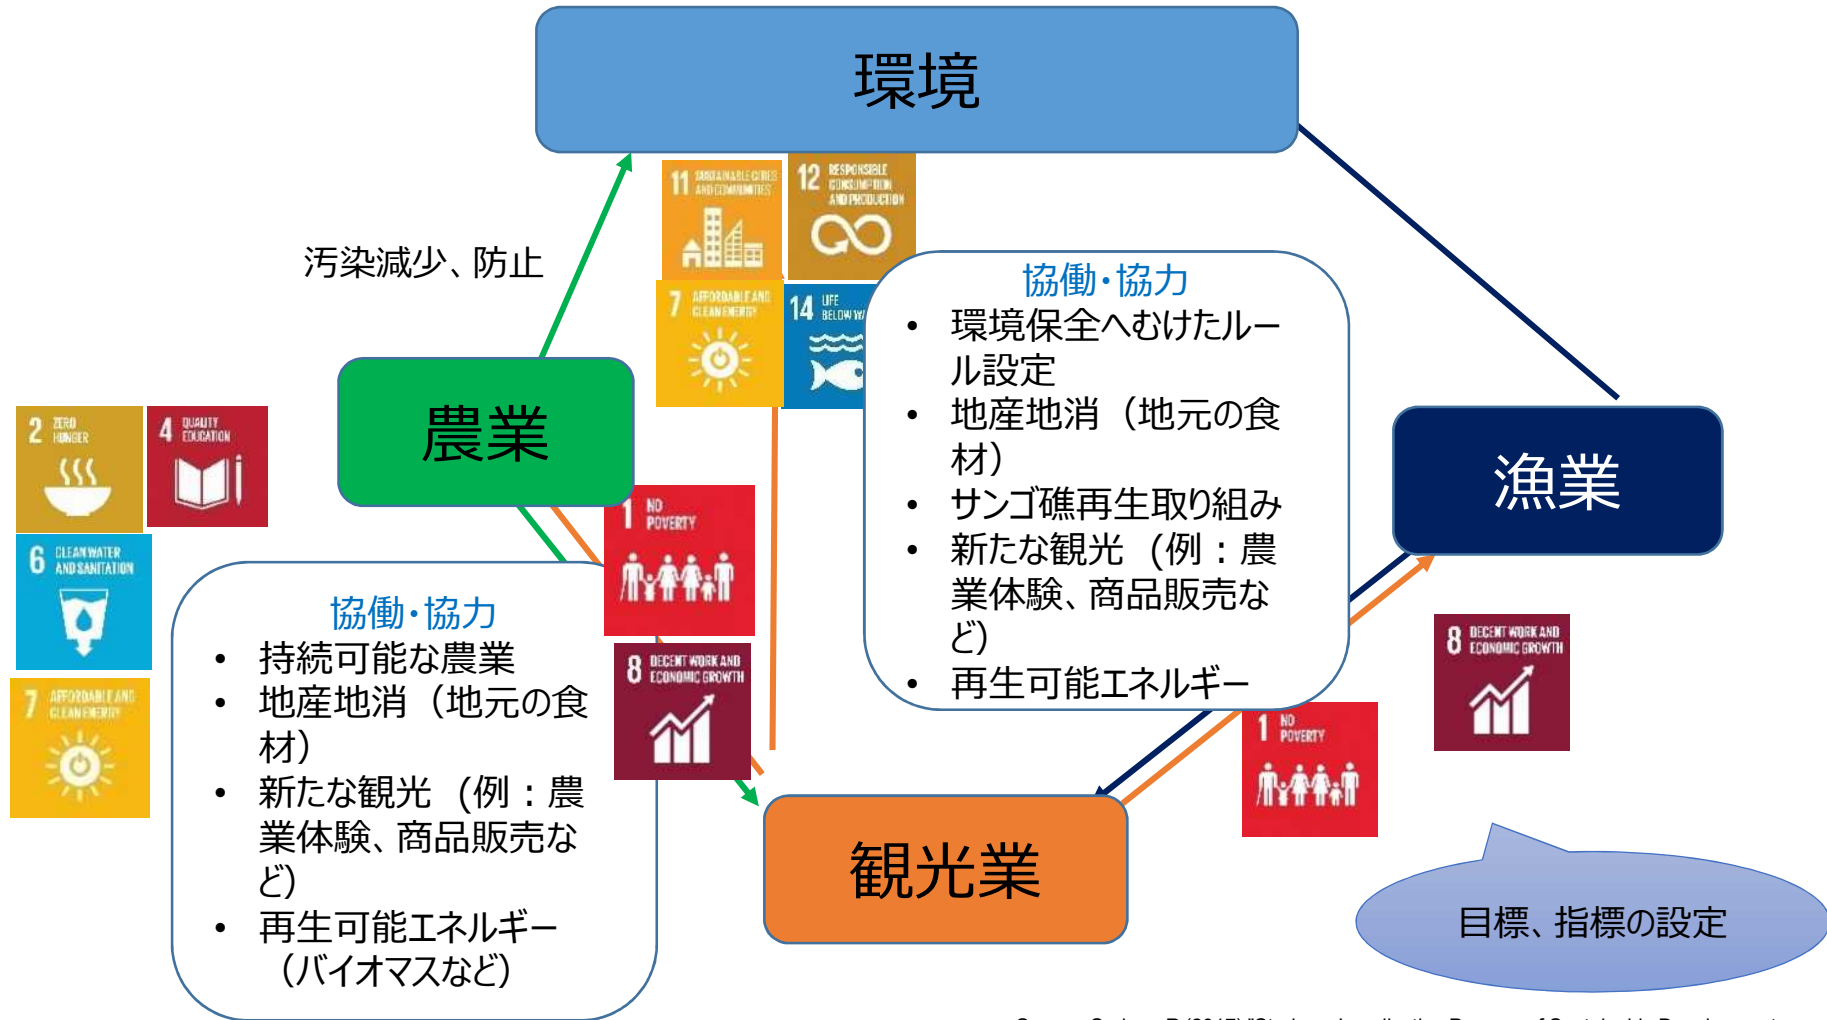 環境
11 SUSTAINABLE CITIES
AND COMMUNITIES
12 RESPONSIBLE
CONSUMPTION
AND PRODUCTION
汚染減少、防止
7 AFFORDABLE AND
CLEAN ENERGY
14 LIFE
BELOW
協働・協力
• 環境保全へむけたルー
ル設定
• 地産地消（地元の食
材）
• サンゴ礁再生取り組み
• 新たな観光 (例：農
業体験、商品販売な
ど)
• 再生可能エネルギー
農業
漁業
2 ZERO
HUNGER
4 QUALITY
EDUCATION
6 CLEAN WATER
AND SANITATION
7 AFFORDABLE AND
CLEAN ENERGY
1 NO
POVERTY
8 DECENT WORK AND
ECONOMIC GROWTH
協働・協力
• 持続可能な農業
• 地産地消（地元の食
材）
• 新たな観光 (例：農
業体験、商品販売な
ど)
• 再生可能エネルギー
（バイオマスなど）
8 DECENT WORK AND
ECONOMIC GROWTH
1 NO
POVERTY
観光業
目標、指標の設定